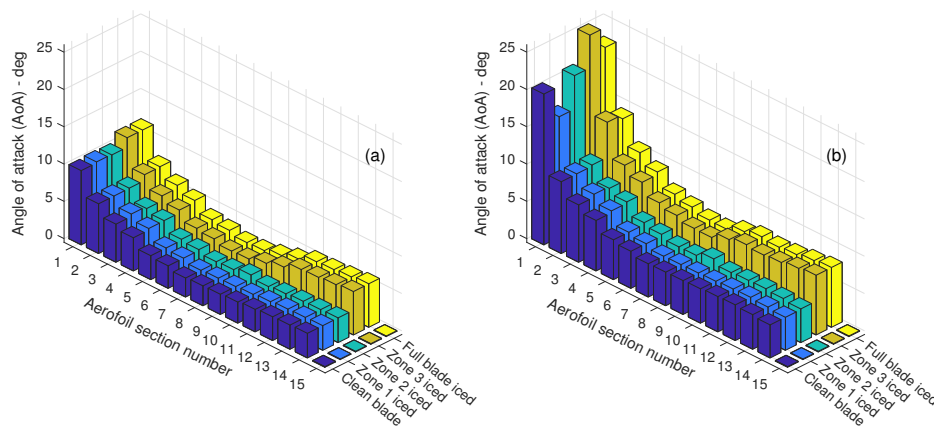 Angle of attack (AoA) - deg
25
20
15
10
5
0
(a)
1
2
3
4
5
6
7
8
9
10
11
12
13
14
15
Aerofoil section number
Full blade iced
Zone 3 iced
Zone 2 iced
Zone 1 iced
Clean blade
Angle of attack (AoA) - deg
25
20
15
10
5
0
(b)
1
2
3
4
5
6
7
8
9
10
11
12
13
14
15
Aerofoil section number
Full blade iced
Zone 3 iced
Zone 2 iced
Zone 1 iced
Clean blade